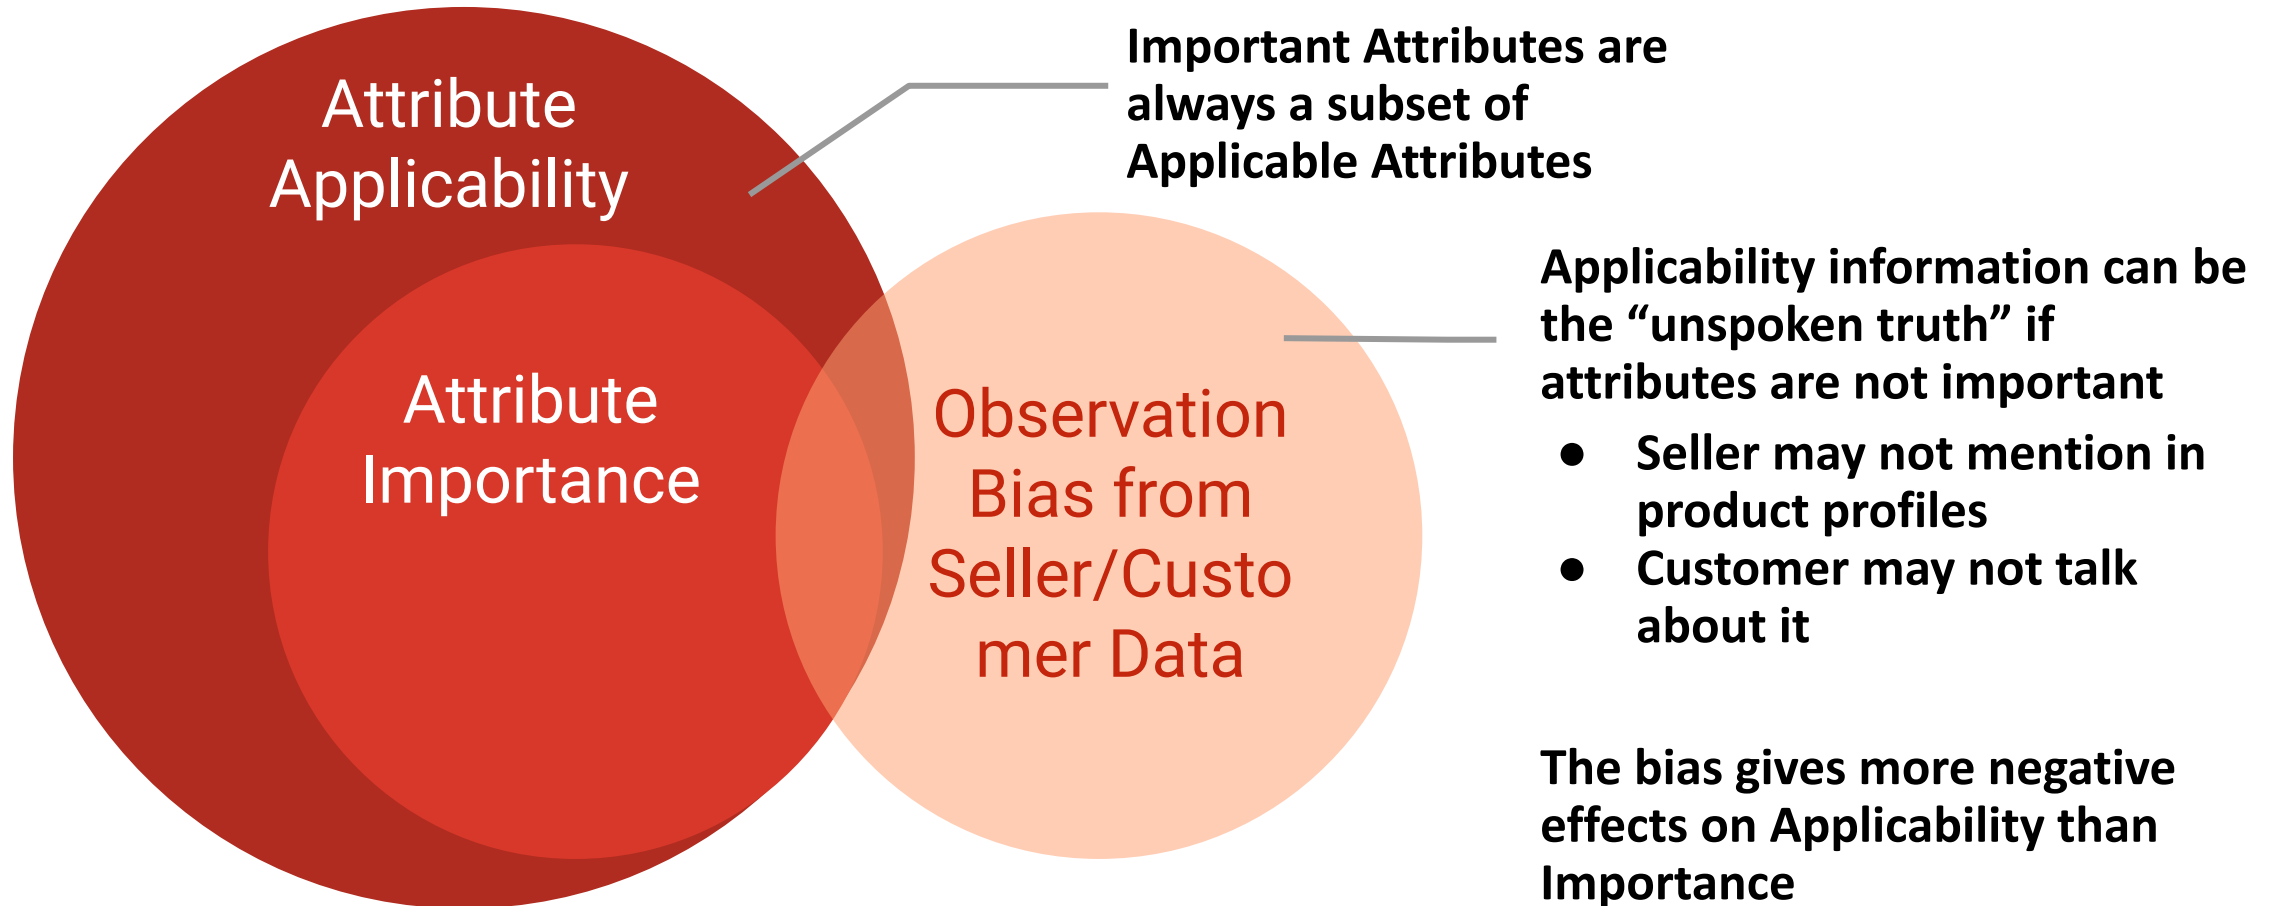 Attribute
Applicability
Important Attributes are
always a subset of
Applicable Attributes
Attribute
Importance
Observation
Bias from
Seller/Custo
mer Data
Applicability information can be
the “unspoken truth” if
attributes are not important
● Seller may not mention in
product profiles
● Customer may not talk
about it
The bias gives more negative
effects on Applicability than
Importance